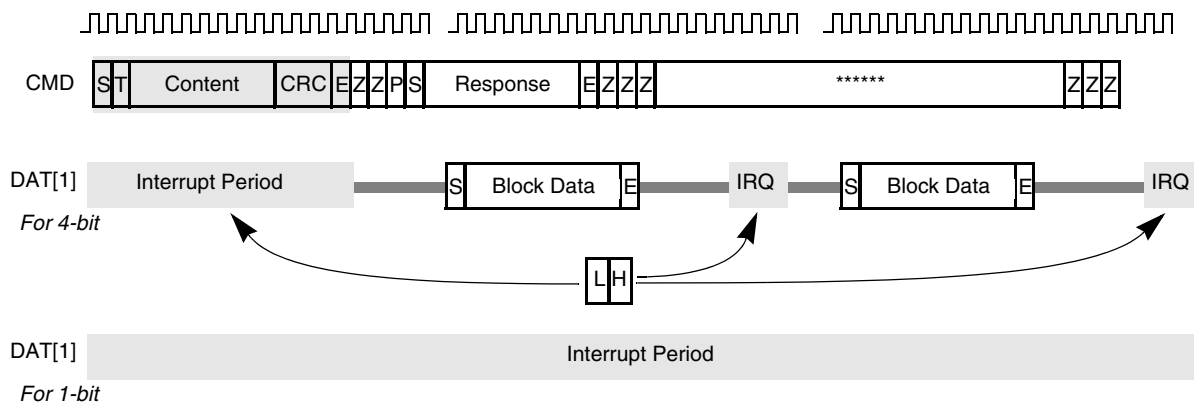 CMD S T Content CRC E Z Z P S Response E Z Z Z ****** Z Z Z
DAT[1] Interrupt Period S Block Data E IRQ S Block Data E IRQ
For 4-bit
L H
DAT[1] Interrupt Period
For 1-bit